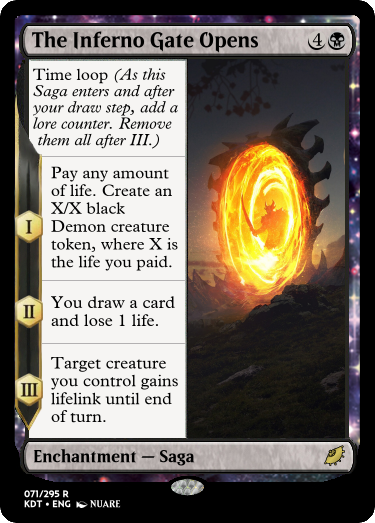 The Inferno Gate Opens 4
Time loop (As this
Saga enters and after
your draw step, add a
lore counter. Remove
them all after III.)
I
Pay any amount
of life. Create an
X/X black
Demon creature
token, where X is
the life you paid.
II
You draw a card
and lose 1 life.
III
Target creature
you control gains
lifelink until end
of turn.
Enchantment — Saga
071/295 R
KDT • ENG NUARE